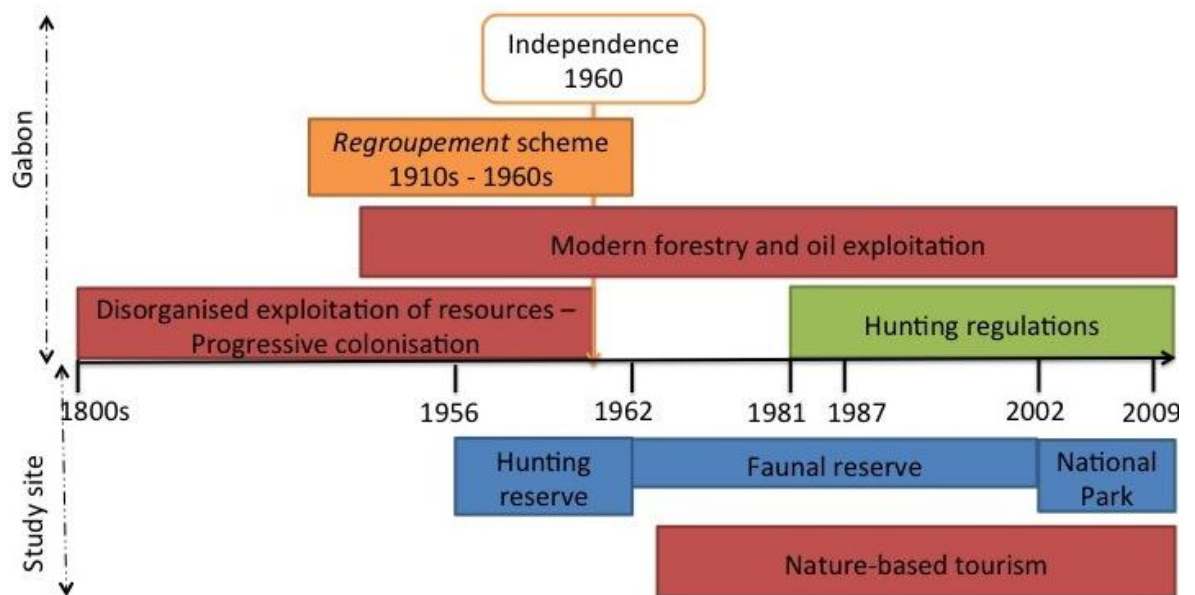 Gabon
Independence
1960
Regroupement scheme
1910s - 1960s
Modern forestry and oil exploitation
Disorganised exploitation of resources –
Progressive colonisation
Hunting regulations
1800s
1956
1962
1981
1987
2002
2009
Study site
Hunting
reserve
Faunal reserve
National
Park
Nature-based tourism